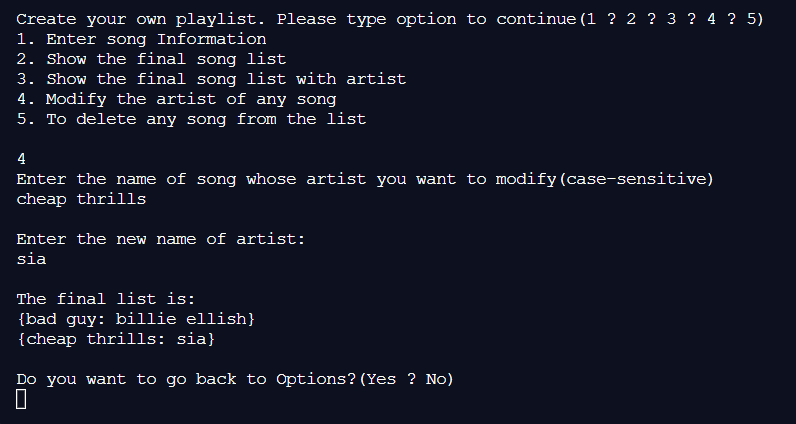 Create your own playlist. Please type option to continue(1 ? 2 ? 3 ? 4 ? 5)
1. Enter song Information
2. Show the final song list
3. Show the final song list with artist
4. Modify the artist of any song
5. To delete any song from the list
4
Enter the name of song whose artist you want to modify(case-sensitive)
cheap thrills
Enter the new name of artist:
sia
The final list is:
{bad guy: billie ellish}
{cheap thrills: sia}
Do you want to go back to Options?(Yes ? No)